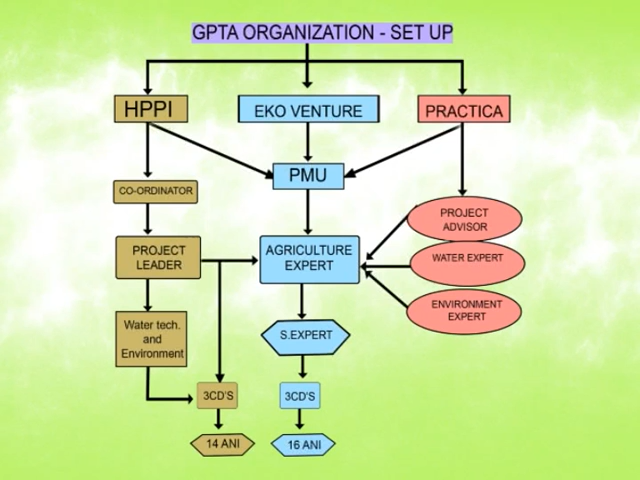 GPTA ORGANIZATION - SET UP
HPPI
EKO VENTURE
PRACTICA
PMU
CO-ORDINATOR
PROJECT
ADVISOR
PROJECT
LEADER
AGRICULTURE
EXPERT
WATER EXPERT
ENVIRONMENT
EXPERT
Water tech.
and
Environment
S.EXPERT
3CD'S
3CD'S
14 ANI
16 ANI